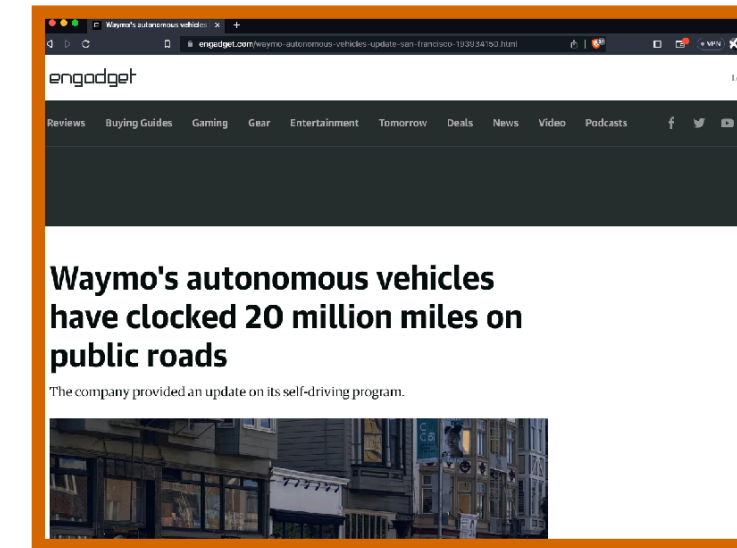 Waymo's autonomous vehicles
engadget.com/waymo-autonomous-vehicles-update-san-francisco-193934150.html
VPN
engadget
Reviews Buying Guides Gaming Gear Entertainment Tomorrow Deals News Video Podcasts
Waymo's autonomous vehicles
have clocked 20 million miles on
public roads
The company provided an update on its self-driving program.